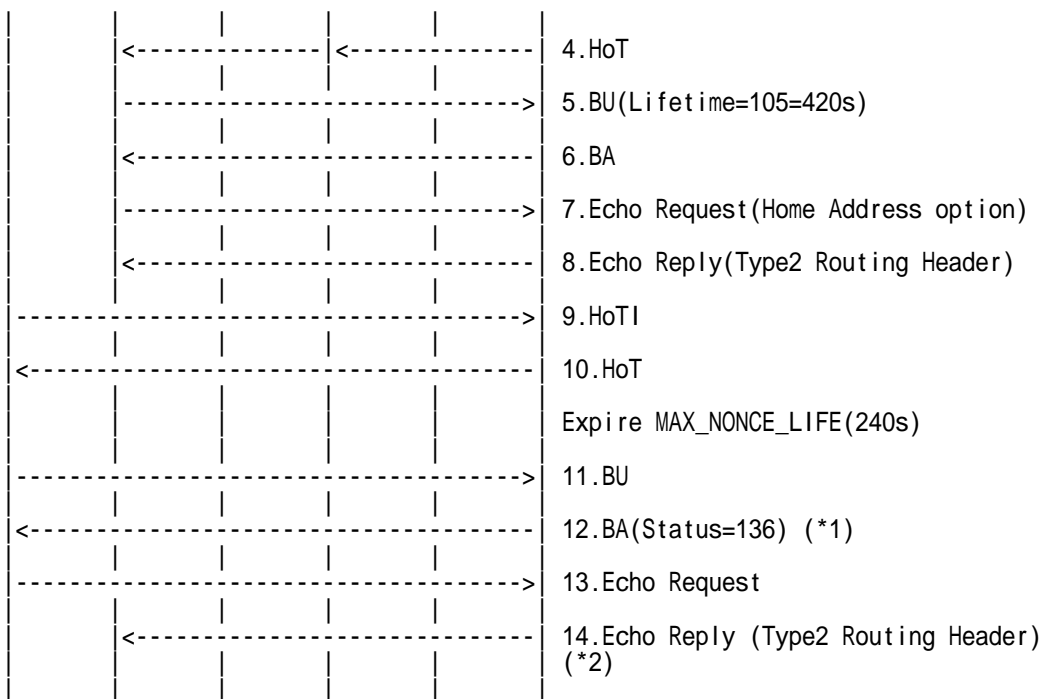 4.HoT
5.BU(Lifetime=105=420s)
6.BA
7.Echo Request(Home Address option)
8.Echo Reply(Type2 Routing Header)
9.HoTI
10.HoT
Expire MAX_NONCE_LIFE(240s)
11.BU
12.BA(Status=136) (*1)
13.Echo Request
14.Echo Reply (Type2 Routing Header)
(*2)